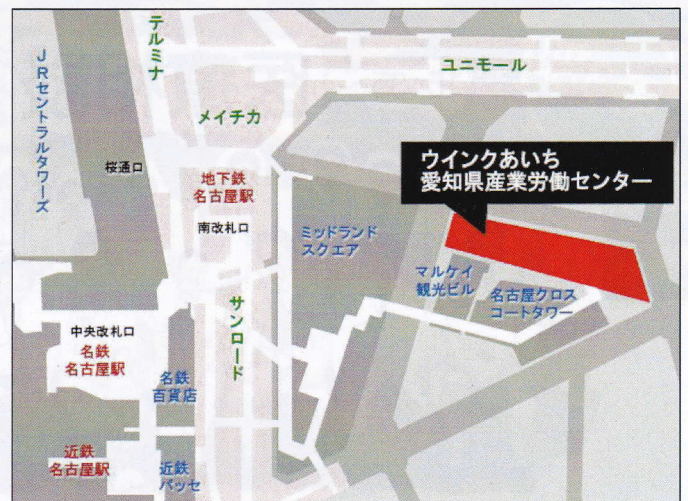 テルミナ
JRセントラルタワーズ
ユニモール
メイチカ
桜通口
地下鉄
名古屋駅
南改札口
ウインクあいち
愛知県産業労働センター
ミッドランド
スクエア
マルケイ
観光ビル
名古屋クロス
コートタワー
サンロード
中央改札口
名鉄
名古屋駅
名鉄
百貨店
近鉄
名古屋駅
近鉄
パッセ